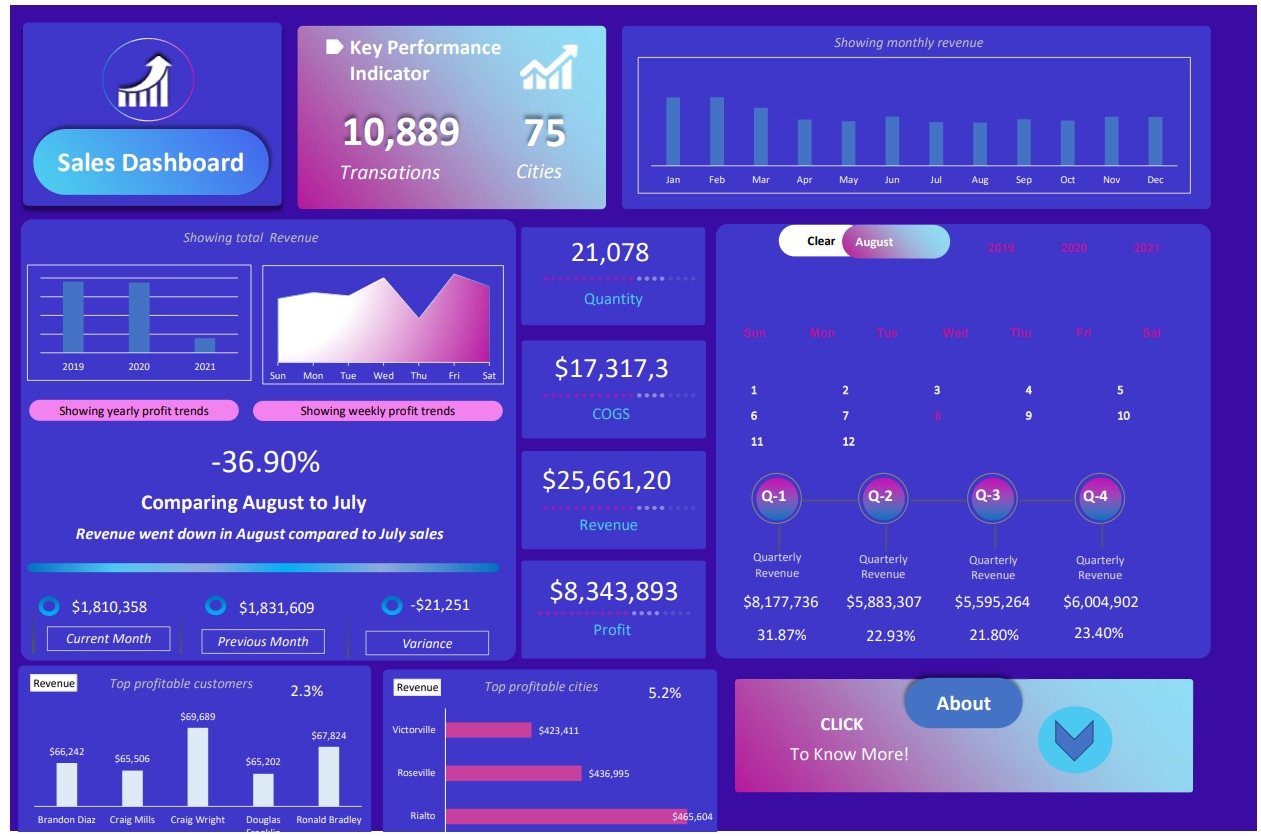 Sales Dashboard
Key Performance
Indicator
10,889
75
Transations
Cities
Showing monthly revenue
Jan Feb Mar Apr May Jun Jul Aug Sep Oct Nov Dec
Showing total Revenue
2019 2020 2021
Sun Mon Tue Wed Thu Fri Sat
Showing yearly profit trends
Showing weekly profit trends
-36.90%
Comparing August to July
Revenue went down in August compared to July sales
$1,810,358
$1,831,609
-$21,251
Current Month
Previous Month
Variance
21,078
Quantity
$17,317,3
COGS
$25,661,20
Revenue
$8,343,893
Profit
Clear
August
2019 2020 2021
Sun Mon Tue Wed Thu Fri Sat
1 2 3 4 5
6 7 8 9 10
11 12
Q-1 Q-2 Q-3 Q-4
Quarterly Quarterly Quarterly Quarterly
Revenue Revenue Revenue Revenue
$8,177,736 $5,883,307 $5,595,264 $6,004,902
31.87% 22.93% 21.80% 23.40%
Revenue
Top profitable customers
2.3%
$66,242
$65,506
$69,689
$65,202
$67,824
Brandon Diaz Craig Mills Craig Wright Douglas Ronald Bradley
Franklin
Revenue
Top profitable cities
5.2%
Victorville $423,411
Roseville $436,995
Rialto $465,604
About
CLICK
To Know More!